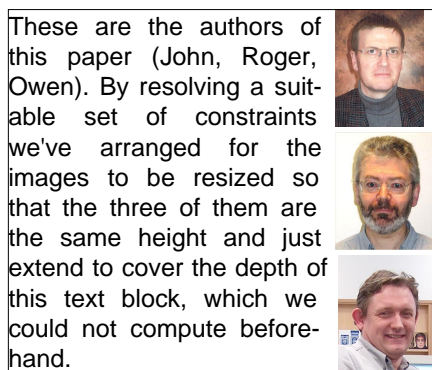 These are the authors of
this paper (John, Roger,
Owen). By resolving a suit-
able set of constraints
we've arranged for the
images to be resized so
that the three of them are
the same height and just
extend to cover the depth of
this text block, which we
could not compute before-
hand.